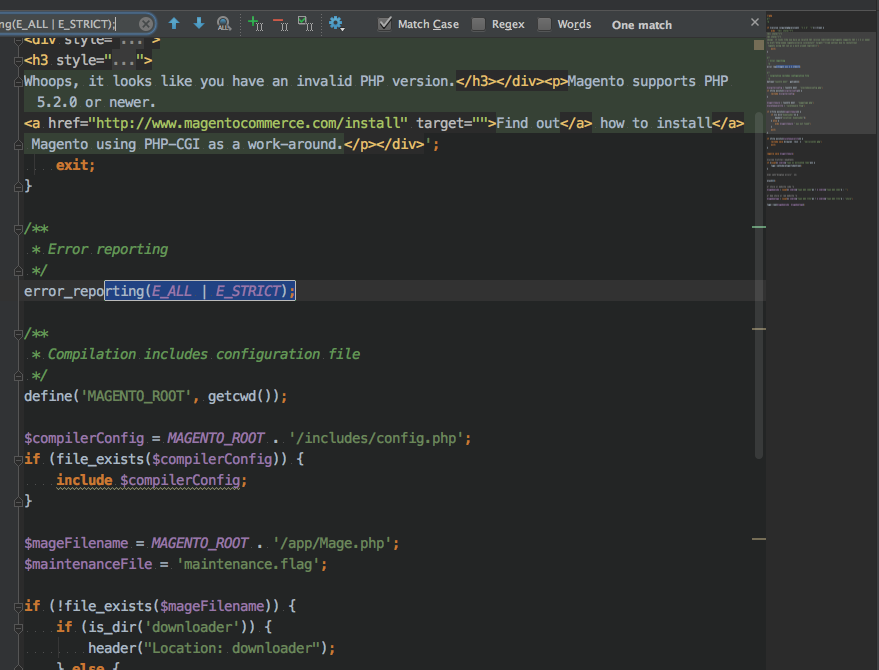 ng(E_ALL | E_STRICT);
Match Case Regex Words One match
<div style="...">
<h3 style="...">
Whoops, it looks like you have an invalid PHP version.</h3></div><p>Magento supports PHP
5.2.0 or newer.
<a href="http://www.magentocommerce.com/install" target="">Find out</a> how to install</a>
Magento using PHP-CGI as a work-around.</p></div>';
exit;
}
/**
* Error reporting
*/
error_reporting(E_ALL | E_STRICT);
/**
* Compilation includes configuration file
*/
define('MAGENTO_ROOT', getcwd());
$compilerConfig = MAGENTO_ROOT . '/includes/config.php';
if (file_exists($compilerConfig)) {
include $compilerConfig;
}
$mageFilename = MAGENTO_ROOT . '/app/Mage.php';
$maintenanceFile = 'maintenance.flag';
if (!file_exists($mageFilename)) {
if (is_dir('downloader')) {
header("Location: downloader");
} else {